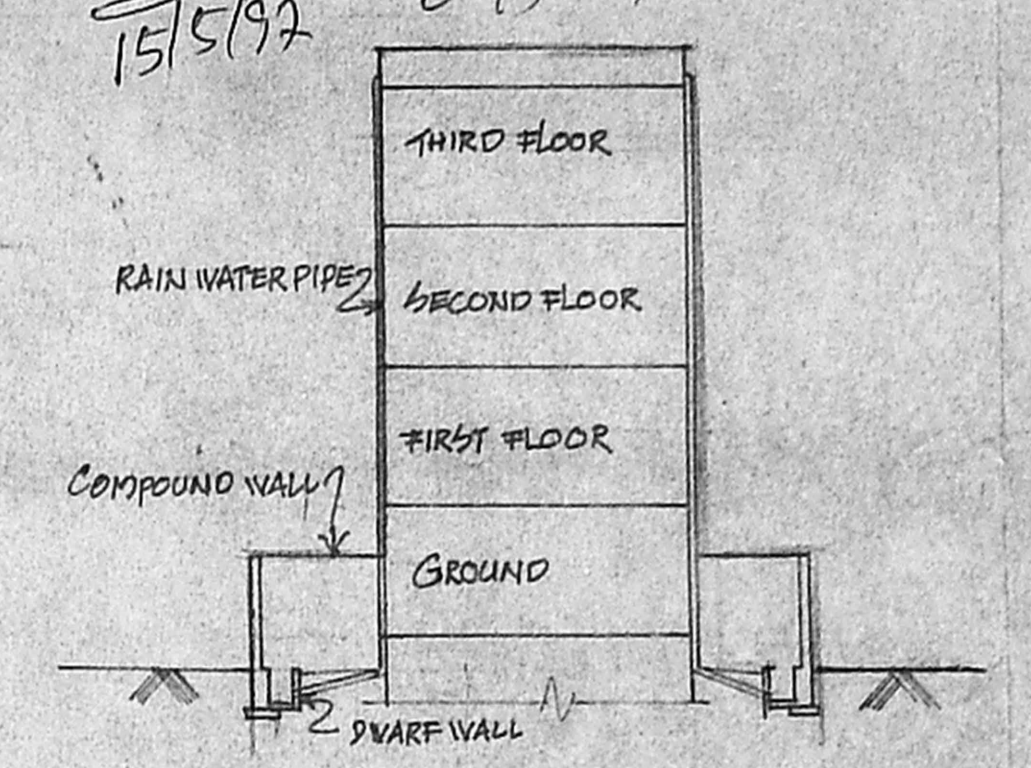 15/5/92
THIRD FLOOR
RAIN WATER PIPE
SECOND FLOOR
FIRST FLOOR
COMPOUND WALL
GROUND
DWARF WALL